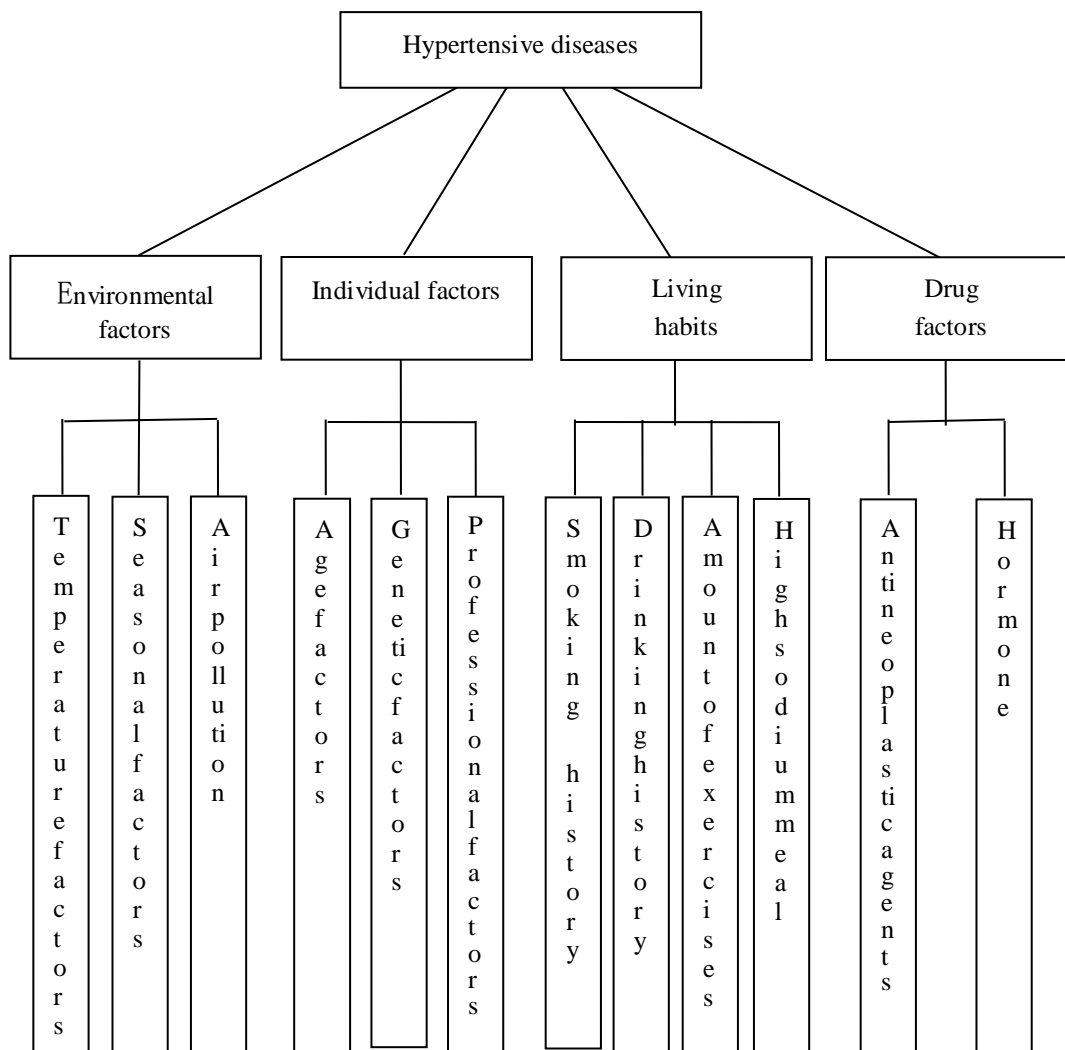 Hypertensive diseases
Environmental
factors
Individual factors
Living
habits
Drug
factors
Temperaturefactors
Seasonalfactors
Airpollution
Agefactors
Geneticfactors
Professionalfactors
Smoking history
Drinkinghistory
Amountofexercises
Highsodiummeal
Antineoplasticagents
Hormone